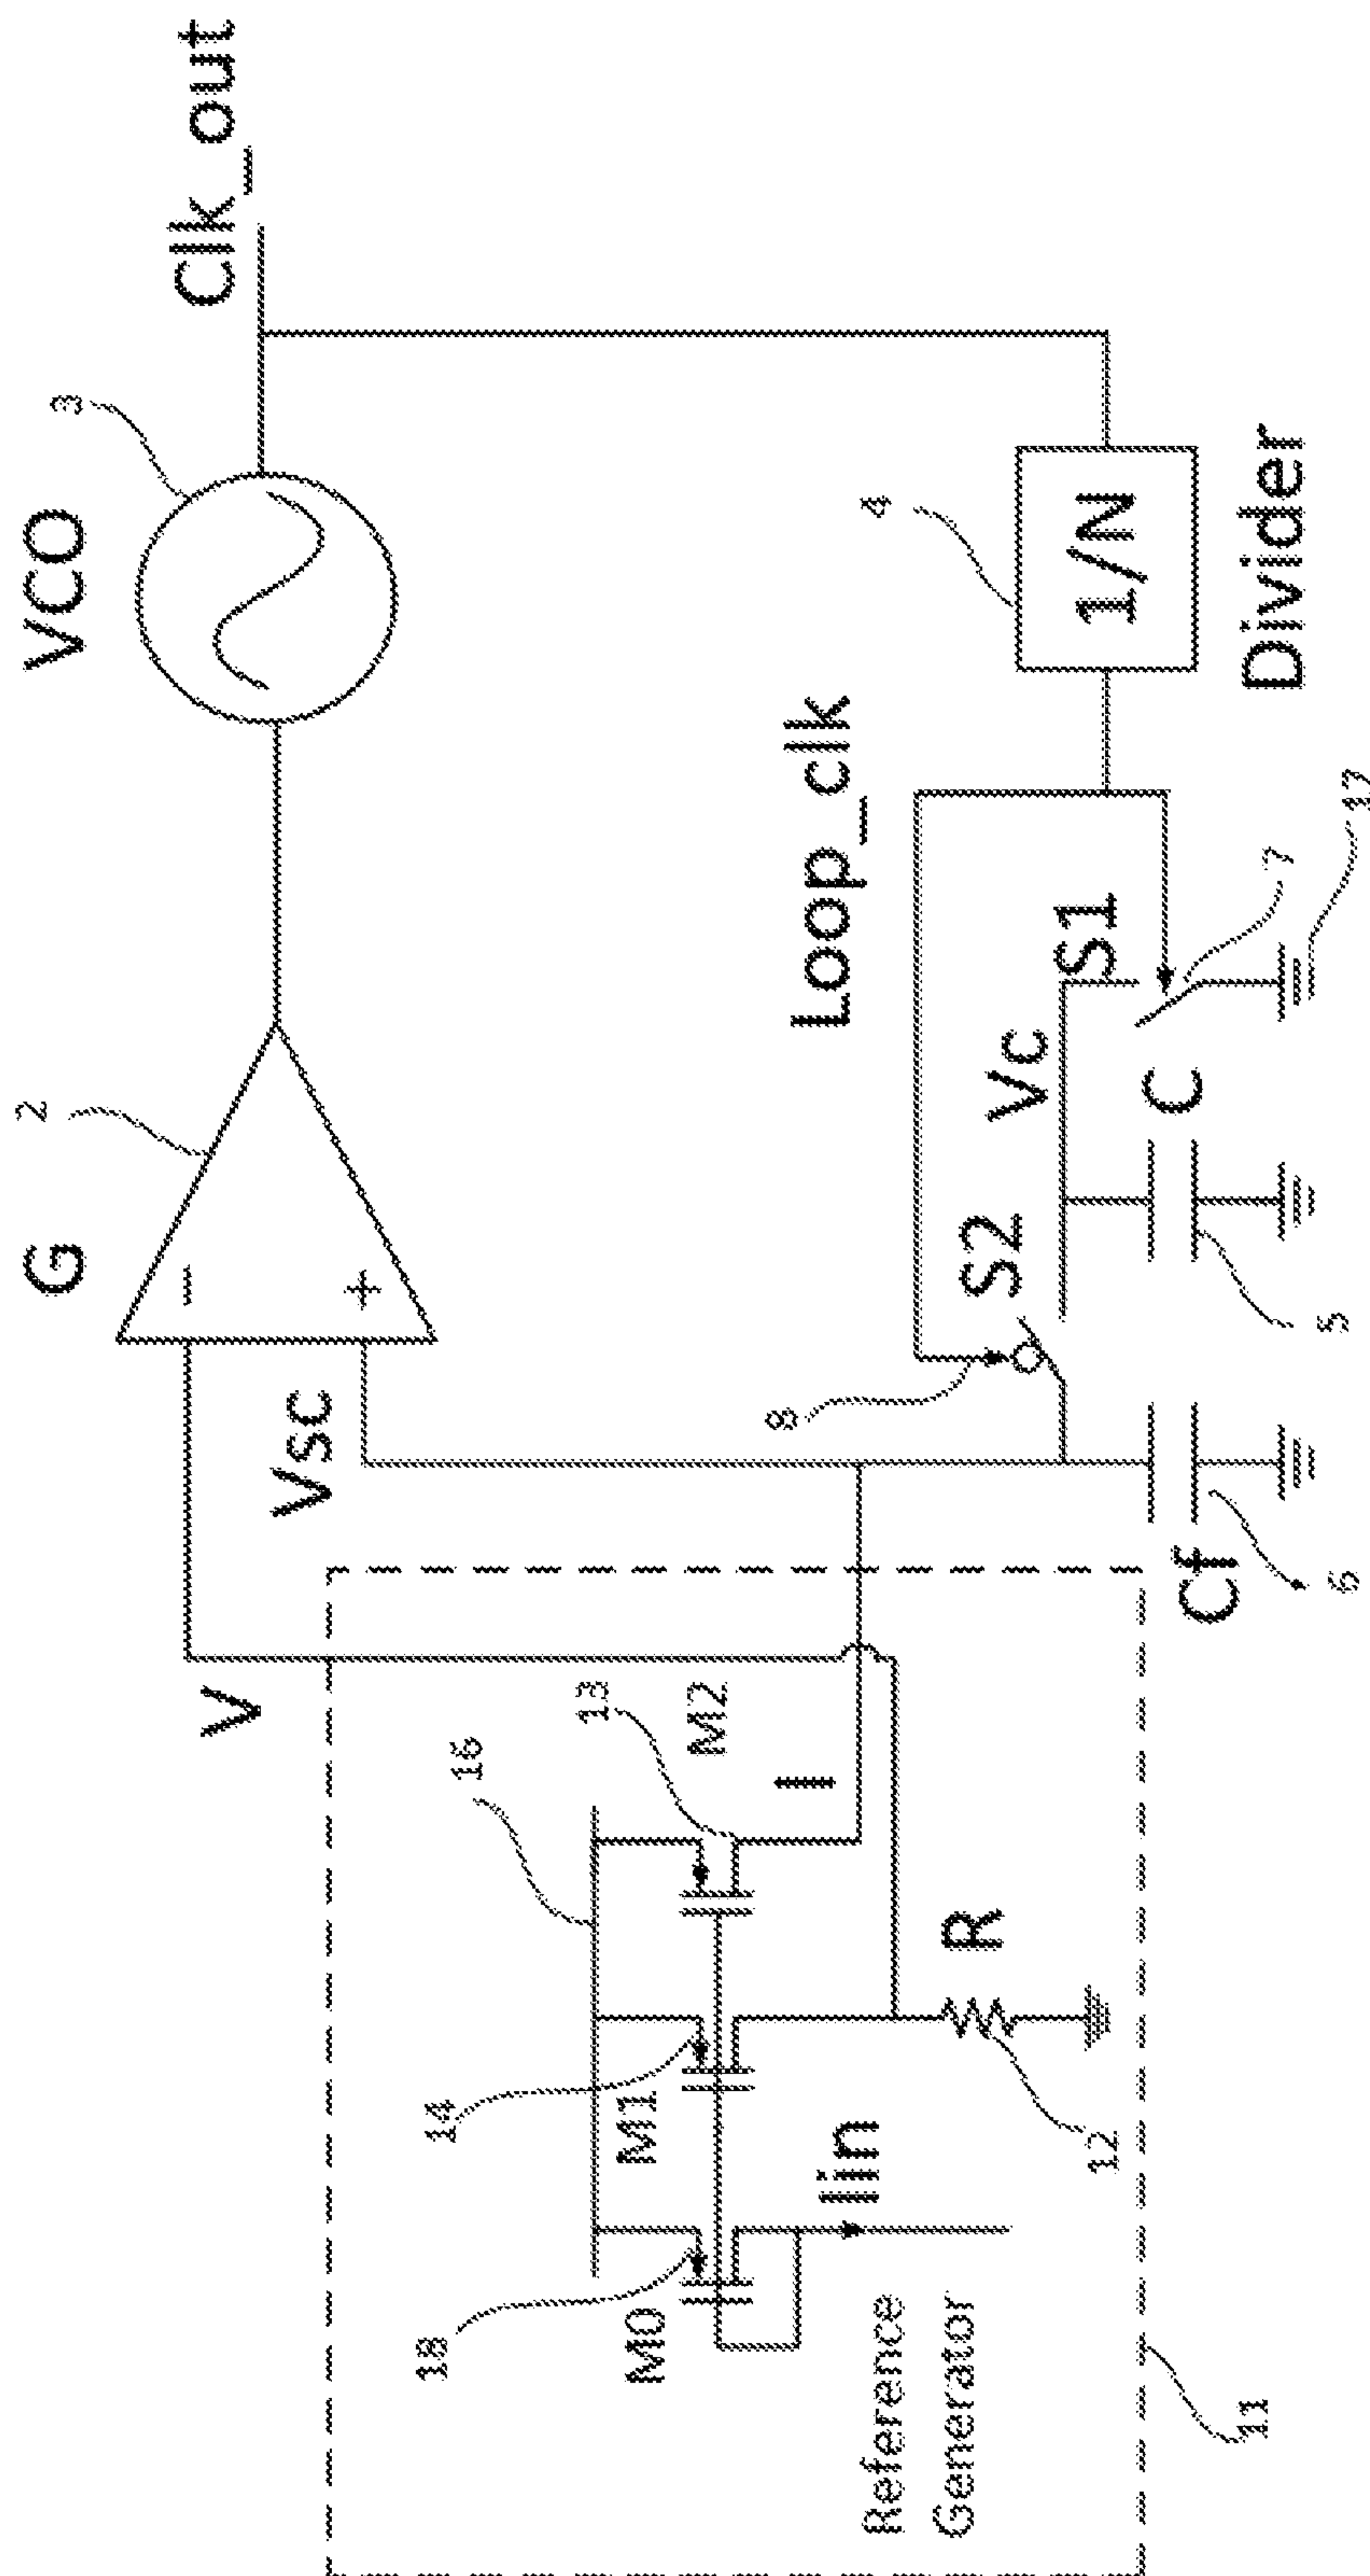 G
2
VCO
3
Clk_out
V
Vsc
16
14
18
13
M0
M1
M2
I
Iin
R
12
Reference
Generator
11
Cf
6
8
S2
Vc
S1
C
5
7
17
Loop_clk
4
1/N
Divider